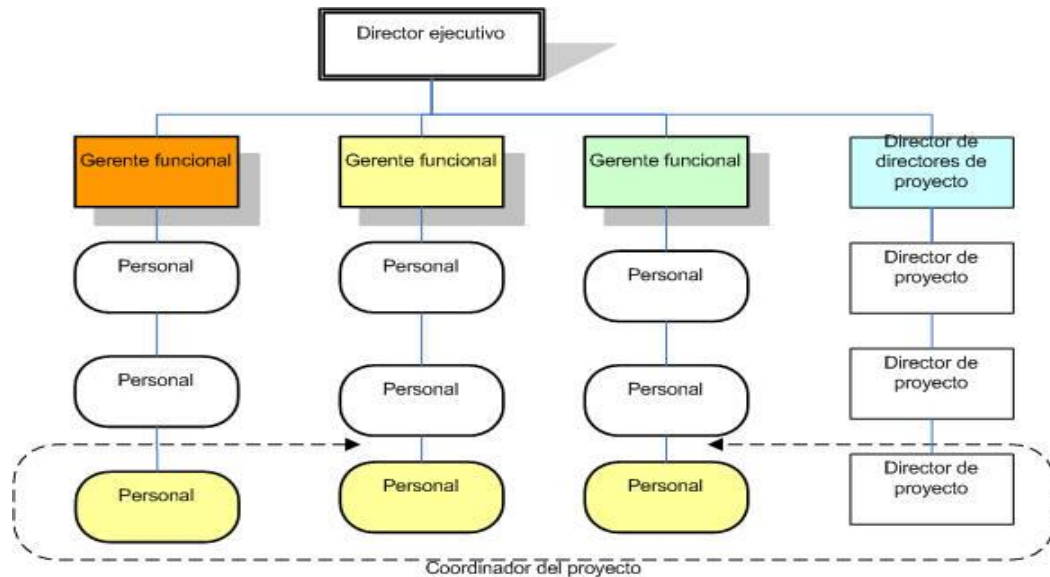 Director ejecutivo
Gerente funcional
Gerente funcional
Gerente funcional
Director de
directores de
proyecto
Personal
Personal
Personal
Director de
proyecto
Personal
Personal
Personal
Director de
proyecto
Personal
Personal
Personal
Director de
proyecto
Coordinador del proyecto